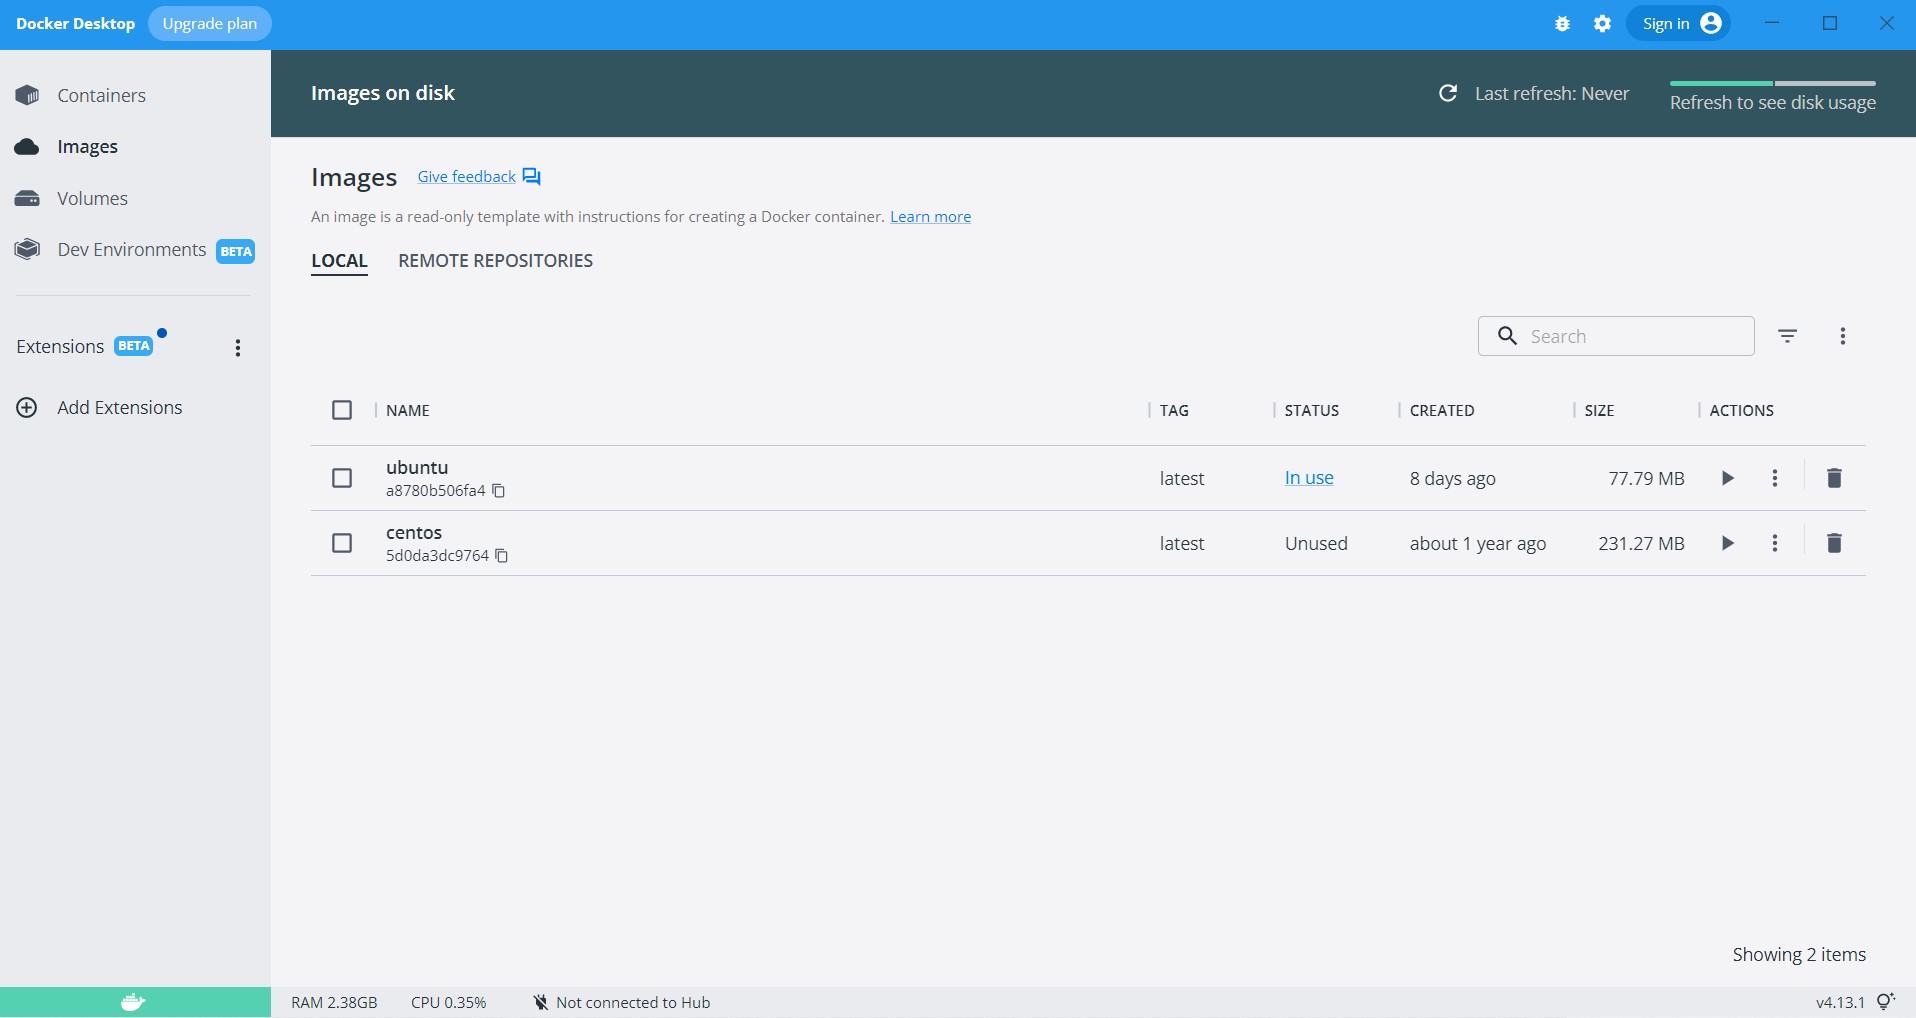 Docker Desktop Upgrade plan Sign in
Containers
Images
Volumes
Dev Environments BETA
Extensions BETA
Add Extensions
Images on disk Last refresh: Never Refresh to see disk usage
Images Give feedback
An image is a read-only template with instructions for creating a Docker container. Learn more
LOCAL REMOTE REPOSITORIES
Search
NAME TAG STATUS CREATED SIZE ACTIONS
ubuntu
a8780b506fa4 latest In use 8 days ago 77.79 MB
centos
5d0da3dc9764 latest Unused about 1 year ago 231.27 MB
Showing 2 items
RAM 2.38GB CPU 0.35% Not connected to Hub v4.13.1